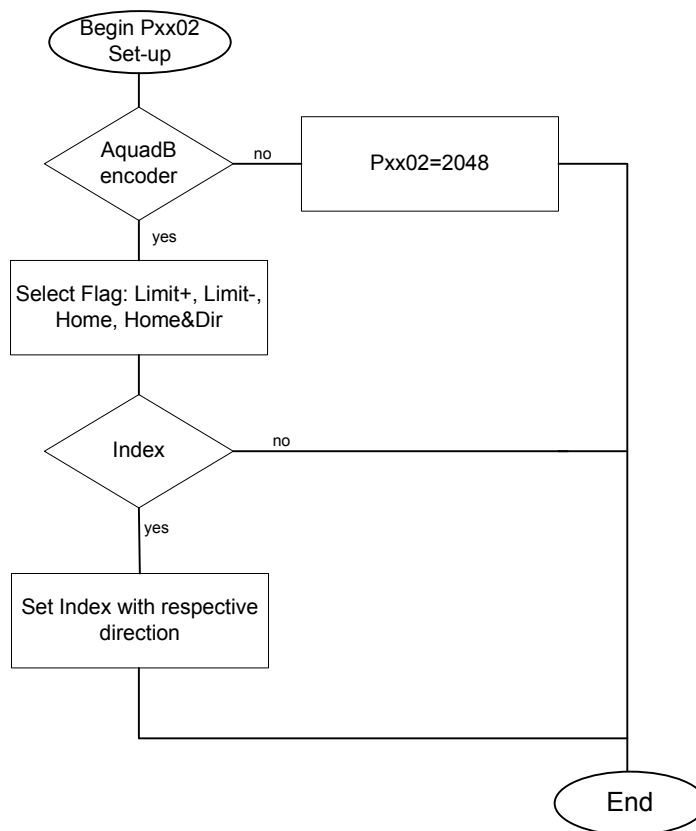 Begin Pxx02
Set-up
AquadB
encoder
no
Pxx02=2048
yes
Select Flag: Limit+, Limit-,
Home, Home&Dir
Index
no
yes
Set Index with respective
direction
End